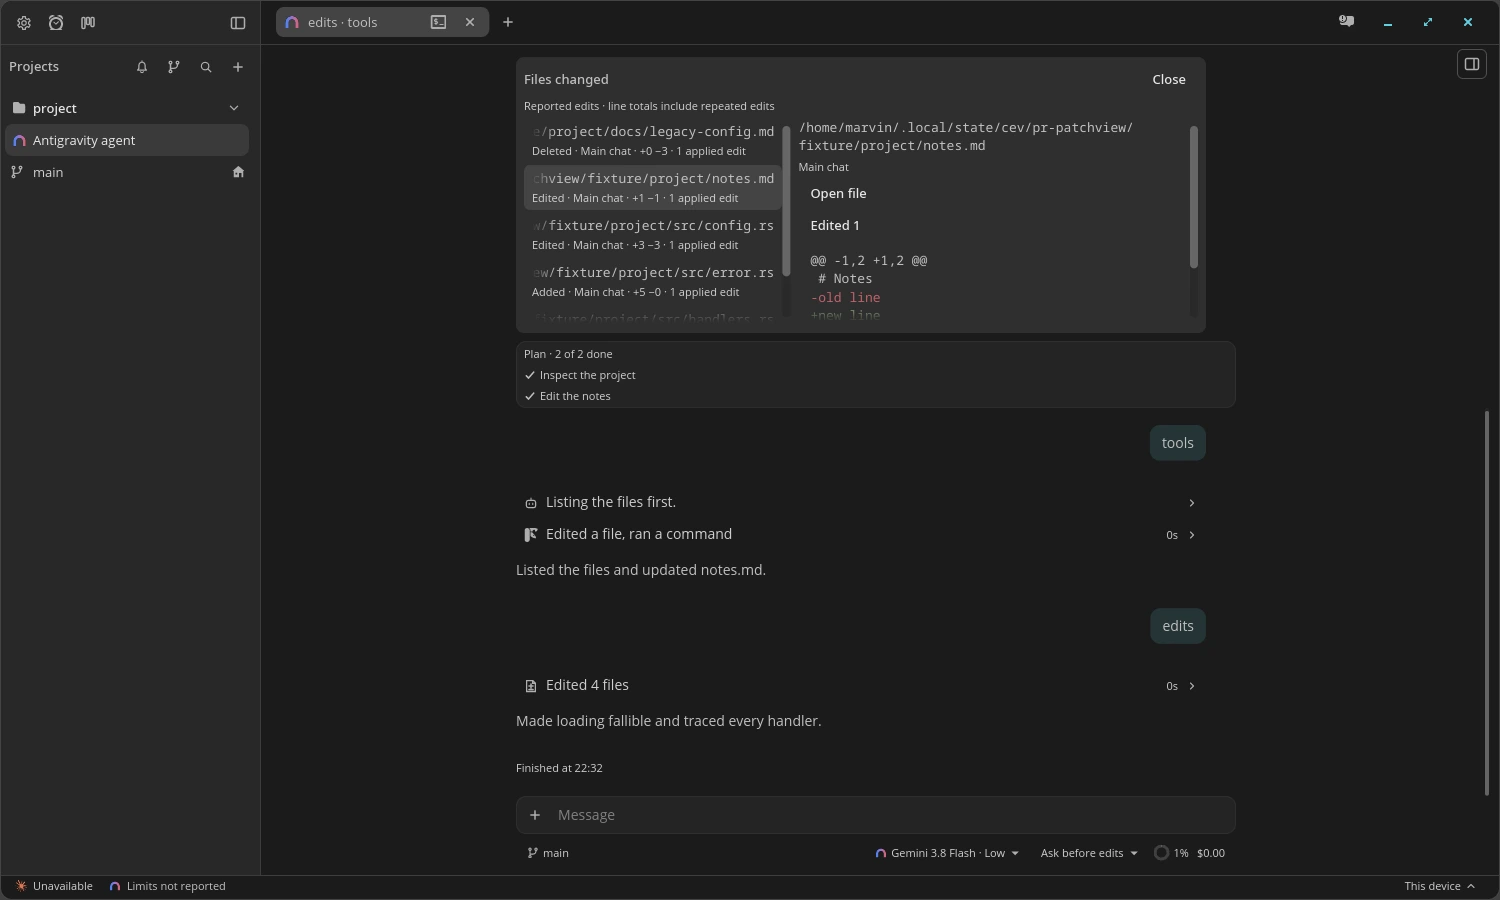 edits · tools
Projects
project
Antigravity agent
main
Files changed
Close
Reported edits · line totals include repeated edits
/project/docs/legacy-config.md
Deleted · Main chat · +0 −3 · 1 applied edit
chview/fixture/project/notes.md
Edited · Main chat · +1 −1 · 1 applied edit
w/fixture/project/src/config.rs
Edited · Main chat · +3 −3 · 1 applied edit
ew/fixture/project/src/error.rs
Added · Main chat · +5 −0 · 1 applied edit
fixture/project/src/handlers.rs
/home/marvin/.local/state/cev/pr-patchview/
fixture/project/notes.md
Main chat
Open file
Edited 1
@@ -1,2 +1,2 @@
# Notes
-old line
+new line
Plan · 2 of 2 done
Inspect the project
Edit the notes
tools
Listing the files first.
Edited a file, ran a command
0s
Listed the files and updated notes.md.
edits
Edited 4 files
0s
Made loading fallible and traced every handler.
Finished at 22:32
Message
main
Gemini 3.8 Flash · Low
Ask before edits
1%
$0.00
Unavailable
Limits not reported
This device